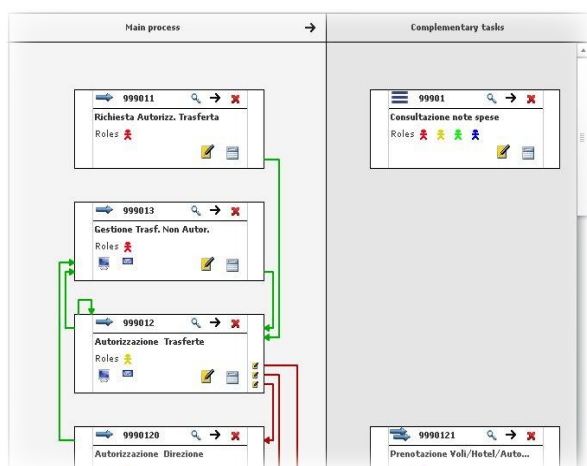 Main process
Complementary tasks
999011
Richiesta Autorizz. Trasferta
Roles
99901
Consultazione note spese
Roles
999013
Gestione Trasf. Non Autor.
Roles
999012
Autorizzazione Trasferte
Roles
9990120
Autorizzazione Direzione
9990121
Prenotazione Voli/Hotel/Auto...